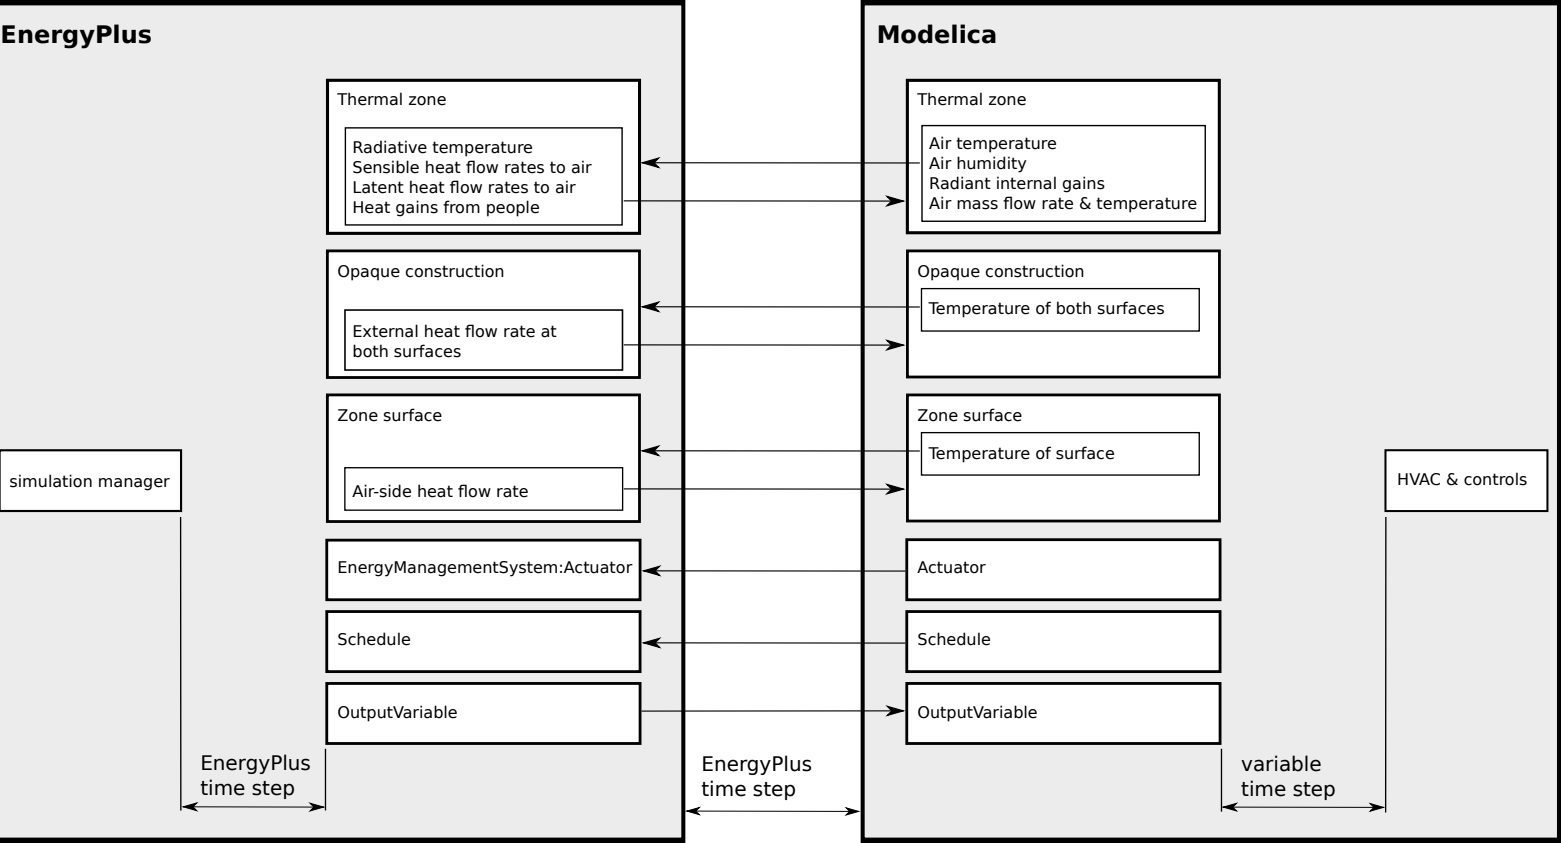 EnergyPlus
Thermal zone
Radiative temperature
Sensible heat flow rates to air
Latent heat flow rates to air
Heat gains from people
Opaque construction
External heat flow rate at
both surfaces
Zone surface
Air-side heat flow rate
simulation manager
EnergyManagementSystem:Actuator
Schedule
OutputVariable
EnergyPlus
time step
EnergyPlus
time step
Modelica
Thermal zone
Air temperature
Air humidity
Radiant internal gains
Air mass flow rate & temperature
Opaque construction
Temperature of both surfaces
Zone surface
Temperature of surface
HVAC & controls
Actuator
Schedule
OutputVariable
variable
time step